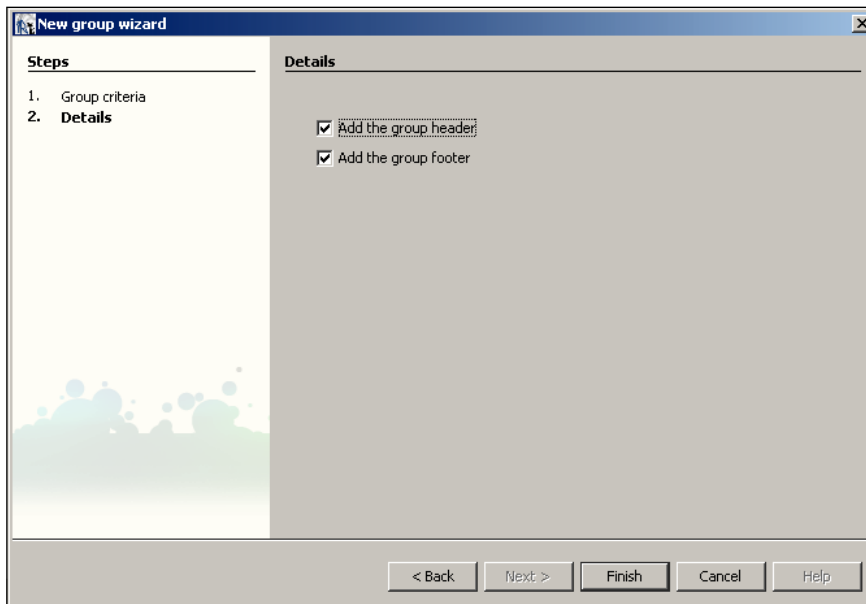 New group wizard
Steps
1. Group criteria
2. Details
Details
Add the group header
Add the group footer
< Back
Next >
Finish
Cancel
Help